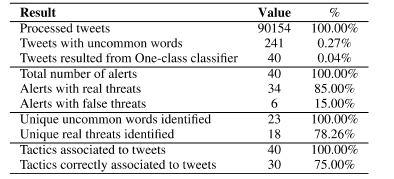 Result Value %
Processed tweets 90154 100.00%
Tweets with uncommon words 241 0.27%
Tweets resulted from One-class classifier 40 0.04%
Total number of alerts 40 100.00%
Alerts with real threats 34 85.00%
Alerts with false threats 6 15.00%
Unique uncommon words identified 23 100.00%
Unique real threats identified 18 78.26%
Tactics associated to tweets 40 100.00%
Tactics correctly associated to tweets 30 75.00%